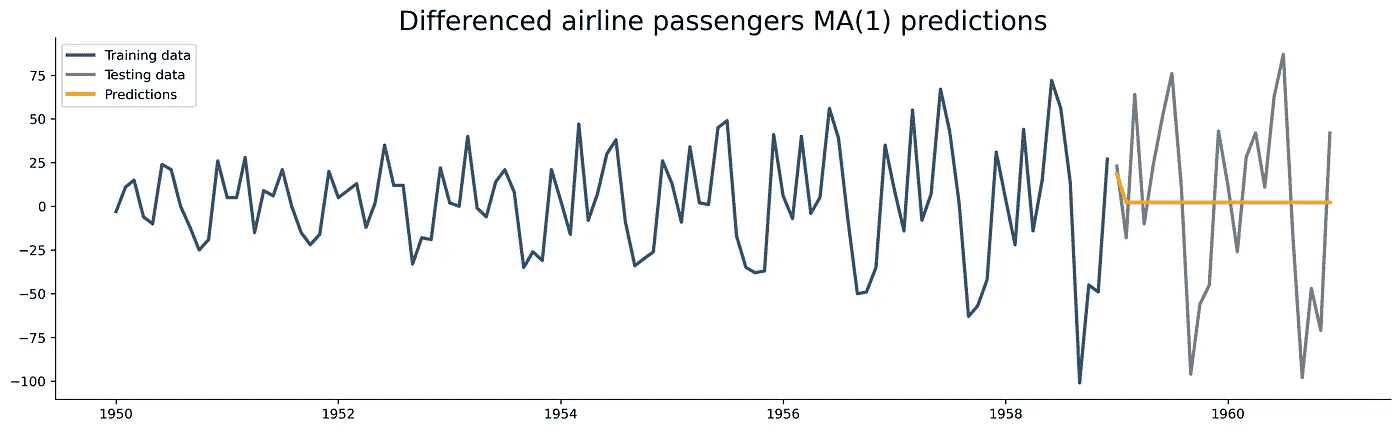 Differenced airline passengers MA(1) predictions
Training data
Testing data
Predictions
75
50
25
0
−25
−50
−75
−100
1950 1952 1954 1956 1958 1960